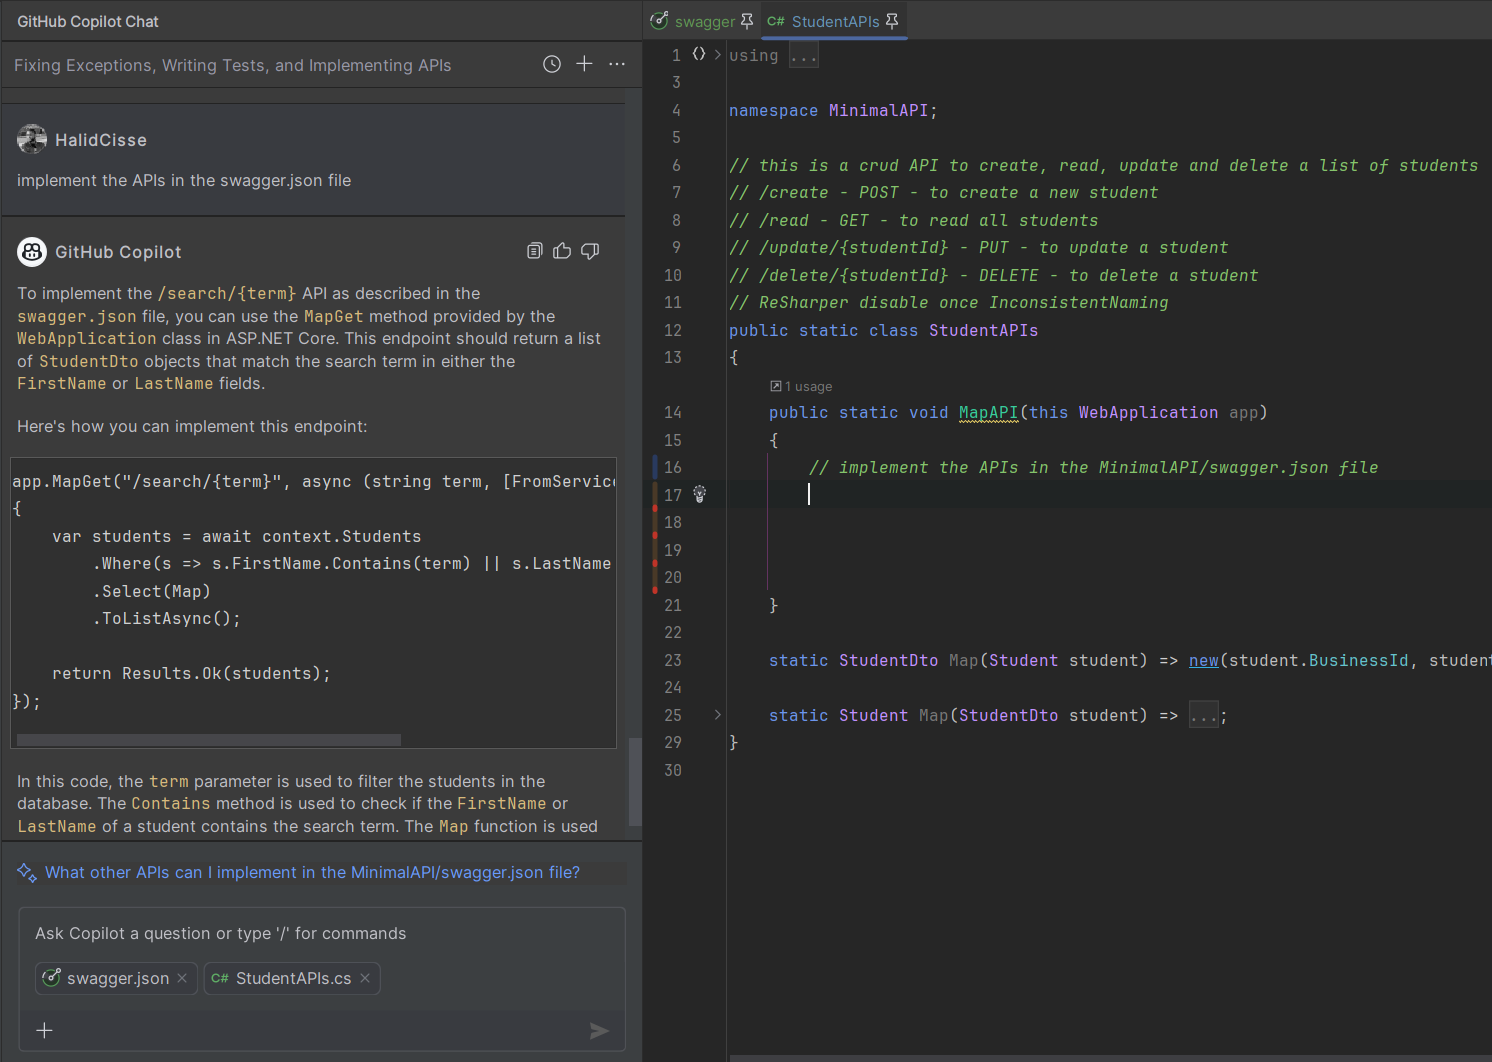 GitHub Copilot Chat
Fixing Exceptions, Writing Tests, and Implementing APIs
HalidCisse
implement the APIs in the swagger.json file
GitHub Copilot
To implement the /search/{term} API as described in the
swagger.json file, you can use the MapGet method provided by the
WebApplication class in ASP.NET Core. This endpoint should return a list
of StudentDto objects that match the search term in either the
FirstName or LastName fields.
Here's how you can implement this endpoint:
app.MapGet("/search/{term}", async (string term, [FromService
{
    var students = await context.Students
        .Where(s => s.FirstName.Contains(term) || s.LastName
        .Select(Map)
        .ToListAsync();
    return Results.Ok(students);
});
In this code, the term parameter is used to filter the students in the
database. The Contains method is used to check if the FirstName or
LastName of a student contains the search term. The Map function is used
What other APIs can I implement in the MinimalAPI/swagger.json file?
Ask Copilot a question or type '/' for commands
swagger.json × C# StudentAPIs.cs ×
swagger C# StudentAPIs
1 using ...
3
4 namespace MinimalAPI;
5
6 // this is a crud API to create, read, update and delete a list of students
7 // /create - POST - to create a new student
8 // /read - GET - to read all students
9 // /update/{studentId} - PUT - to update a student
10 // /delete/{studentId} - DELETE - to delete a student
11 // ReSharper disable once InconsistentNaming
12 public static class StudentAPIs
13 {
1 usage
14     public static void MapAPI(this WebApplication app)
15     {
16         // implement the APIs in the MinimalAPI/swagger.json file
17
18
19
20
21     }
22
23     static StudentDto Map(Student student) => new(student.BusinessId, student
24
25     static Student Map(StudentDto student) => ...;
29 }
30